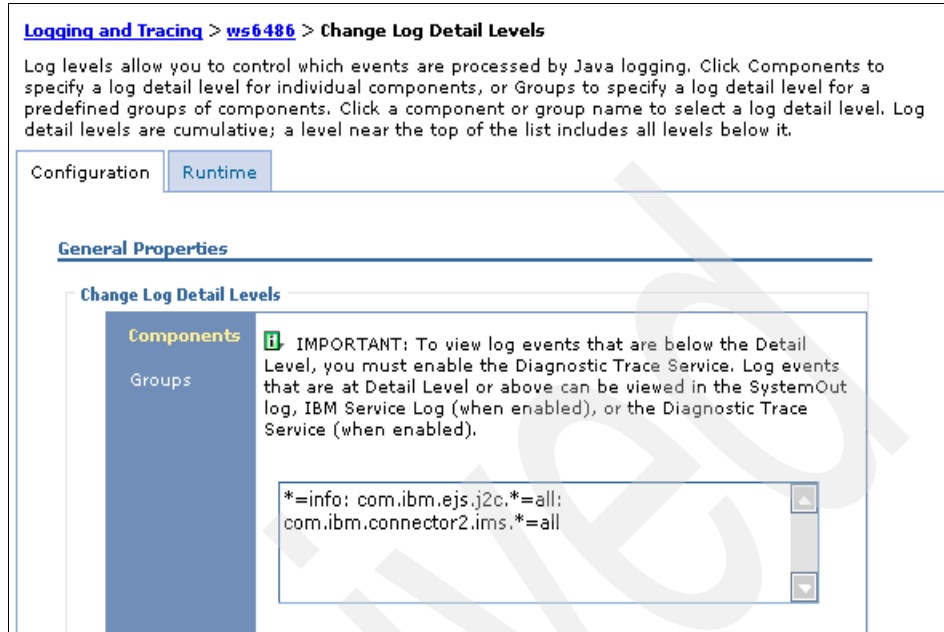 Logging and Tracing > ws6486 > Change Log Detail Levels
Log levels allow you to control which events are processed by Java logging. Click Components to
specify a log detail level for individual components, or Groups to specify a log detail level for a
predefined groups of components. Click a component or group name to select a log detail level. Log
detail levels are cumulative; a level near the top of the list includes all levels below it.
Configuration
Runtime
General Properties
Change Log Detail Levels
Components
Groups
IMPORTANT: To view log events that are below the Detail
Level, you must enable the Diagnostic Trace Service. Log events
that are at Detail Level or above can be viewed in the SystemOut
log, IBM Service Log (when enabled), or the Diagnostic Trace
Service (when enabled).
*=info: com.ibm.ejs.j2c.*=all:
com.ibm.connector2.ims.*=all